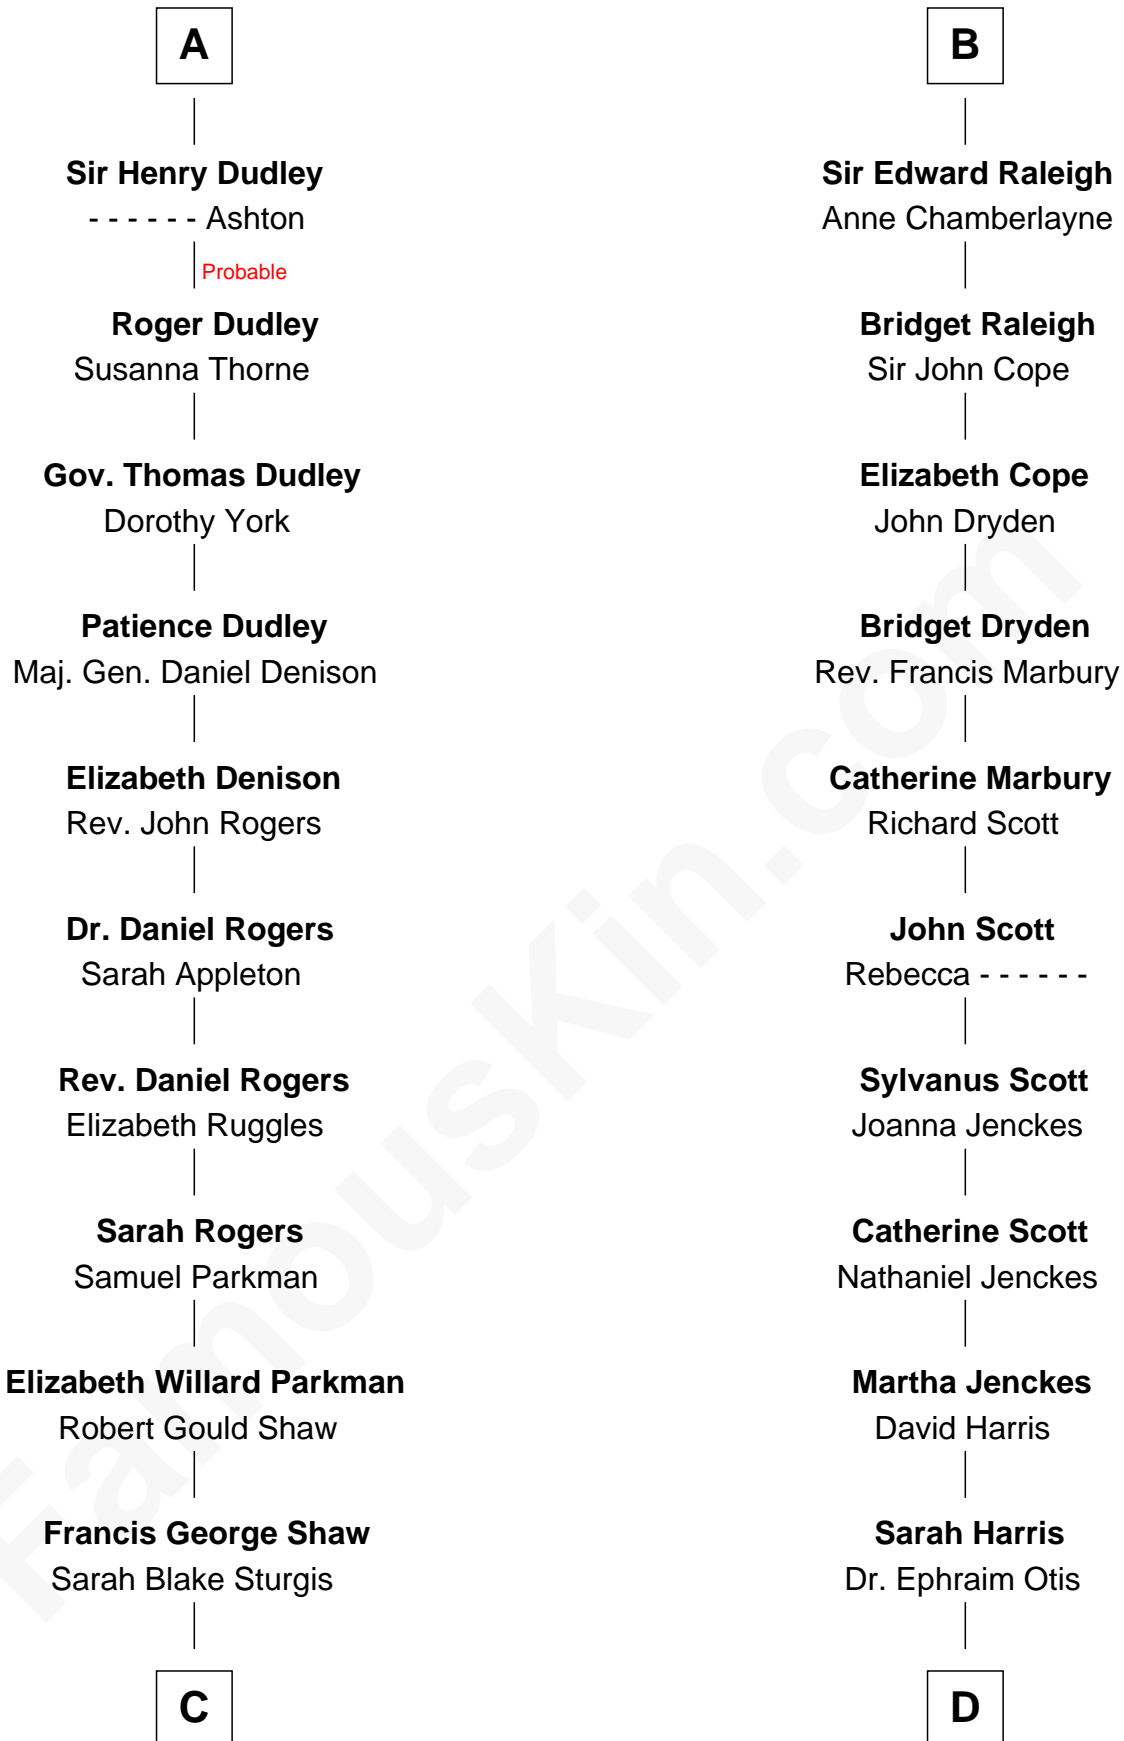 A
Sir Henry Dudley
- - - - - - Ashton
Probable
Roger Dudley
Susanna Thorne
Gov. Thomas Dudley
Dorothy York
Patience Dudley
Maj. Gen. Daniel Denison
Elizabeth Denison
Rev. John Rogers
Dr. Daniel Rogers
Sarah Appleton
Rev. Daniel Rogers
Elizabeth Ruggles
Sarah Rogers
Samuel Parkman
Elizabeth Willard Parkman
Robert Gould Shaw
Francis George Shaw
Sarah Blake Sturgis
C
B
Sir Edward Raleigh
Anne Chamberlayne
Bridget Raleigh
Sir John Cope
Elizabeth Cope
John Dryden
Bridget Dryden
Rev. Francis Marbury
Catherine Marbury
Richard Scott
John Scott
Rebecca - - - - - -
Sylvanus Scott
Joanna Jenckes
Catherine Scott
Nathaniel Jenckes
Martha Jenckes
David Harris
Sarah Harris
Dr. Ephraim Otis
D
FamousKin.com